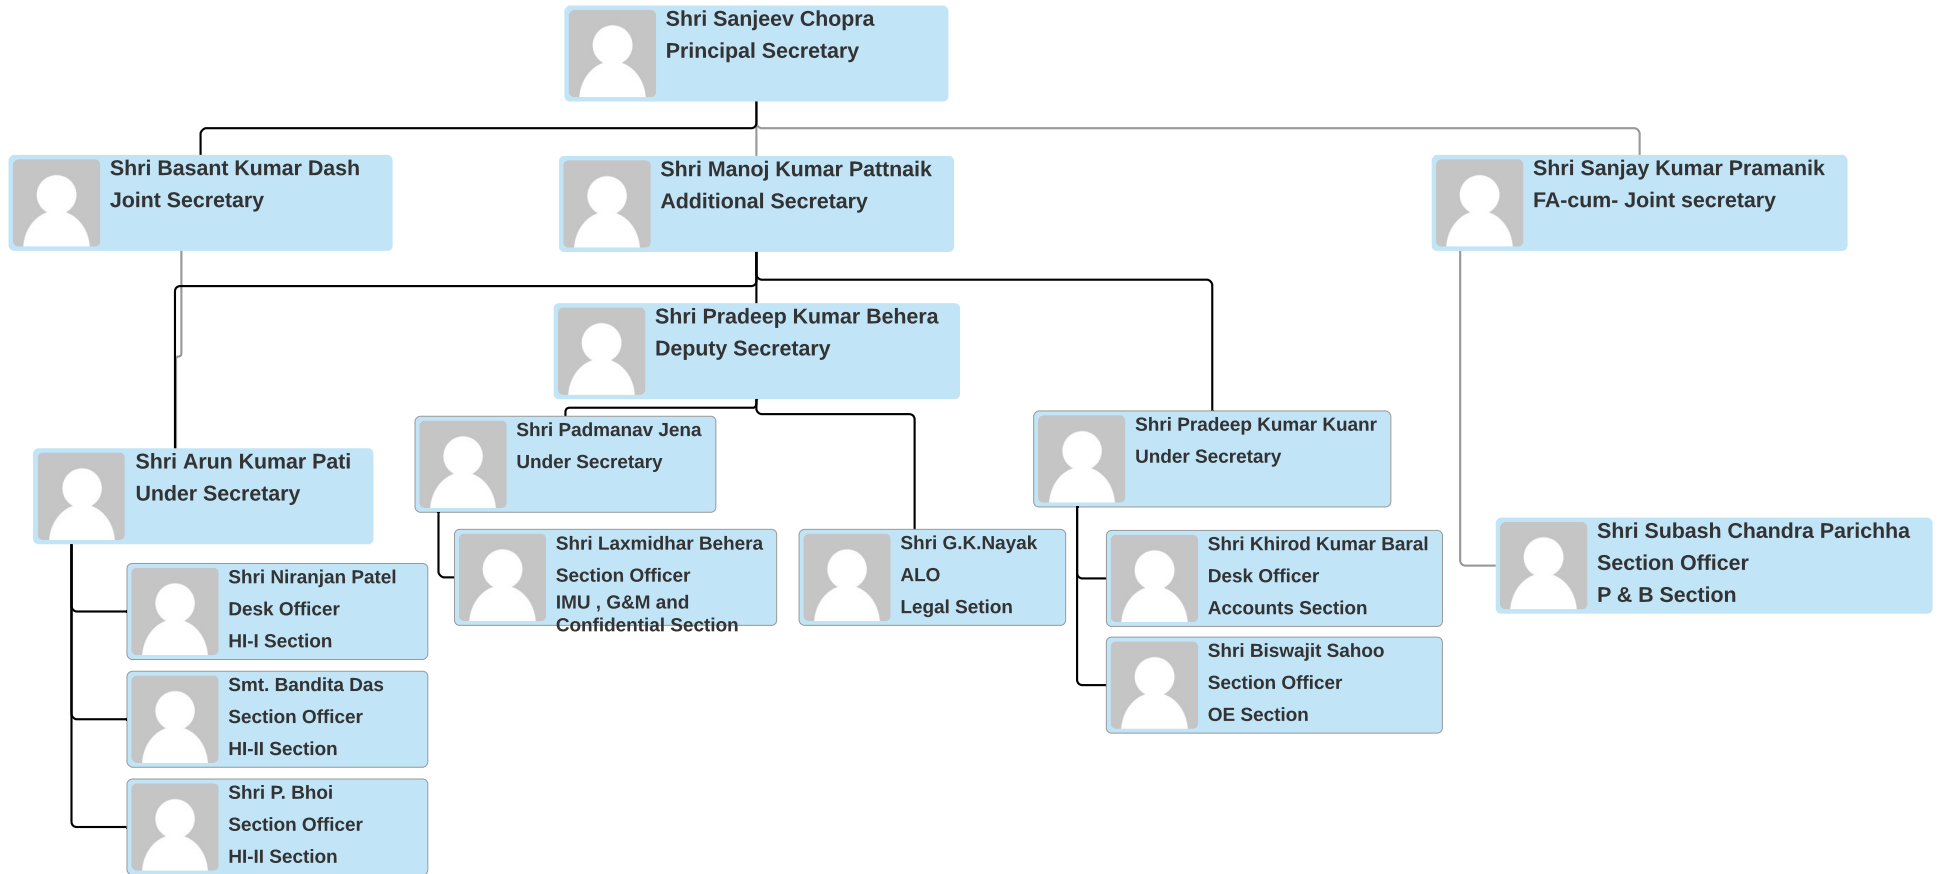 Shri Sanjeev Chopra
Principal Secretary
Shri Basant Kumar Dash
Joint Secretary
Shri Manoj Kumar Pattnaik
Additional Secretary
Shri Sanjay Kumar Pramanik
FA-cum- Joint secretary
Shri Pradeep Kumar Behera
Deputy Secretary
Shri Arun Kumar Pati
Under Secretary
Shri Padmanav Jena
Under Secretary
Shri Pradeep Kumar Kuanr
Under Secretary
Shri Niranjan Patel
Desk Officer
HI-I Section
Smt. Bandita Das
Section Officer
HI-II Section
Shri P. Bhoi
Section Officer
HI-II Section
Shri Laxmidhar Behera
Section Officer
IMU , G&M and
Confidential Section
Shri G.K.Nayak
ALO
Legal Setion
Shri Khirod Kumar Baral
Desk Officer
Accounts Section
Shri Biswajit Sahoo
Section Officer
OE Section
Shri Subash Chandra Parichha
Section Officer
P & B Section